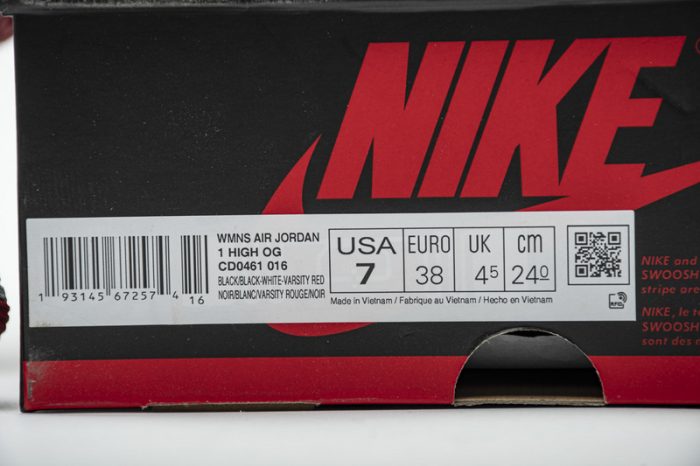 NIKE
WMNS AIR JORDAN
1 HIGH OG
CD0461 016
BLACK/BLACK-WHITE-VARSITY RED
NOIR/BLANC/VARSITY ROUGE/NOIR
1 93145 67257 4 16
USA EURO UK cm
7 38 4⁵ 24⁰
Made in Vietnam / Fabrique au Vietnam / Hecho en Vietnam
RFID
NIKE and
SWOOSH
stripe are
NIKE, le
SWOOSH
sont des